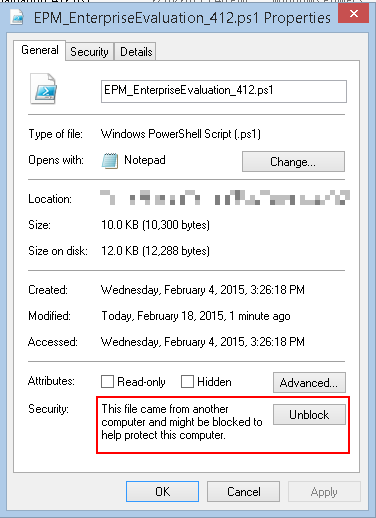 EPM_EnterpriseEvaluation_412.ps1 Properties
General Security Details
EPM_EnterpriseEvaluation_412.ps1
Type of file: Windows PowerShell Script (.ps1)
Opens with: Notepad Change...
Location:
Size: 10.0 KB (10,300 bytes)
Size on disk: 12.0 KB (12,288 bytes)
Created: Wednesday, February 4, 2015, 3:26:18 PM
Modified: Today, February 18, 2015, 1 minute ago
Accessed: Wednesday, February 4, 2015, 3:26:18 PM
Attributes: Read-only Hidden Advanced...
Security: This file came from another
computer and might be blocked to
help protect this computer.
Unblock
OK Cancel Apply